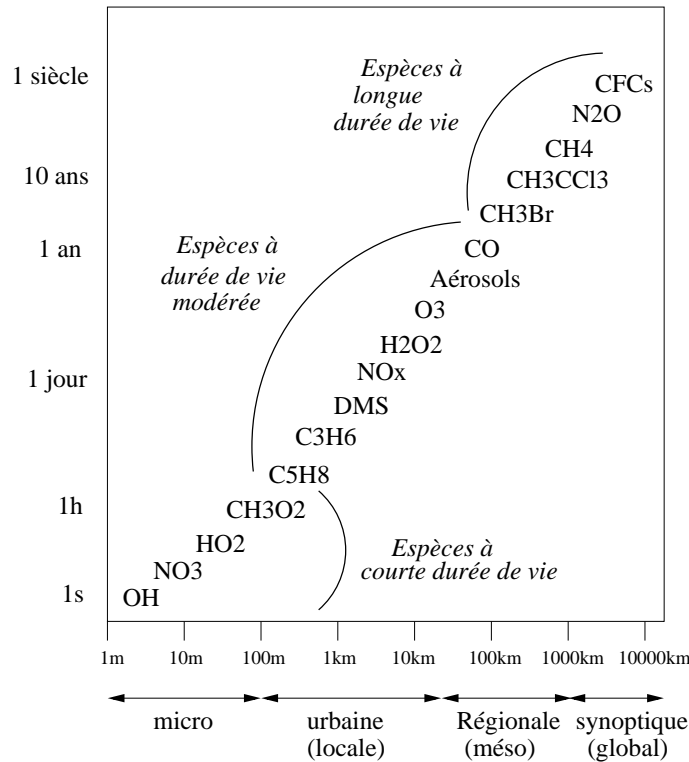 1 siècle
10 ans
1 an
1 jour
1h
1s
Espèces à
longue
durée de vie
CFCs
N2O
CH4
CH3CCl3
CH3Br
Espèces à
durée de vie
modérée
CO
Aérosols
O3
H2O2
NOx
DMS
C3H6
C5H8
CH3O2
HO2
NO3
OH
Espèces à
courte durée de vie
1m 10m 100m 1km 10km 100km 1000km 10000km
micro urbaine Régionale synoptique
(locale) (méso) (global)